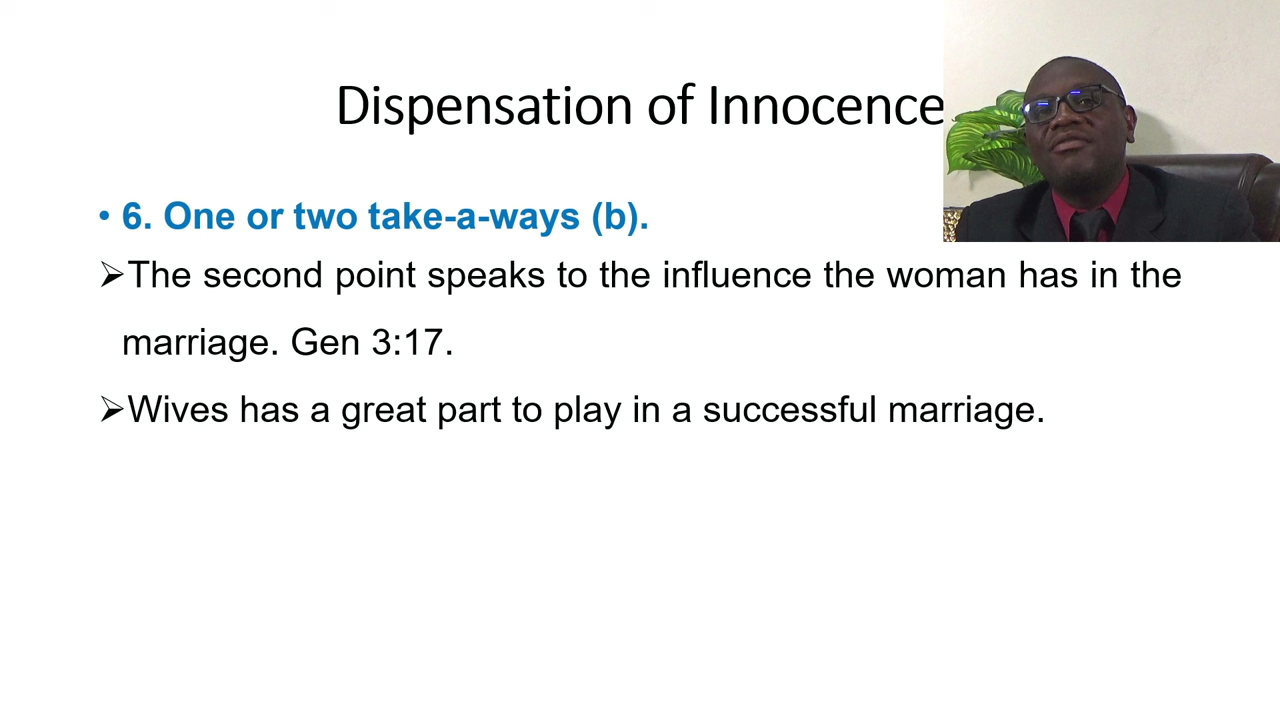 Dispensation of Innocence
• 6. One or two take-a-ways (b).
➢The second point speaks to the influence the woman has in the
marriage. Gen 3:17.
➢Wives has a great part to play in a successful marriage.